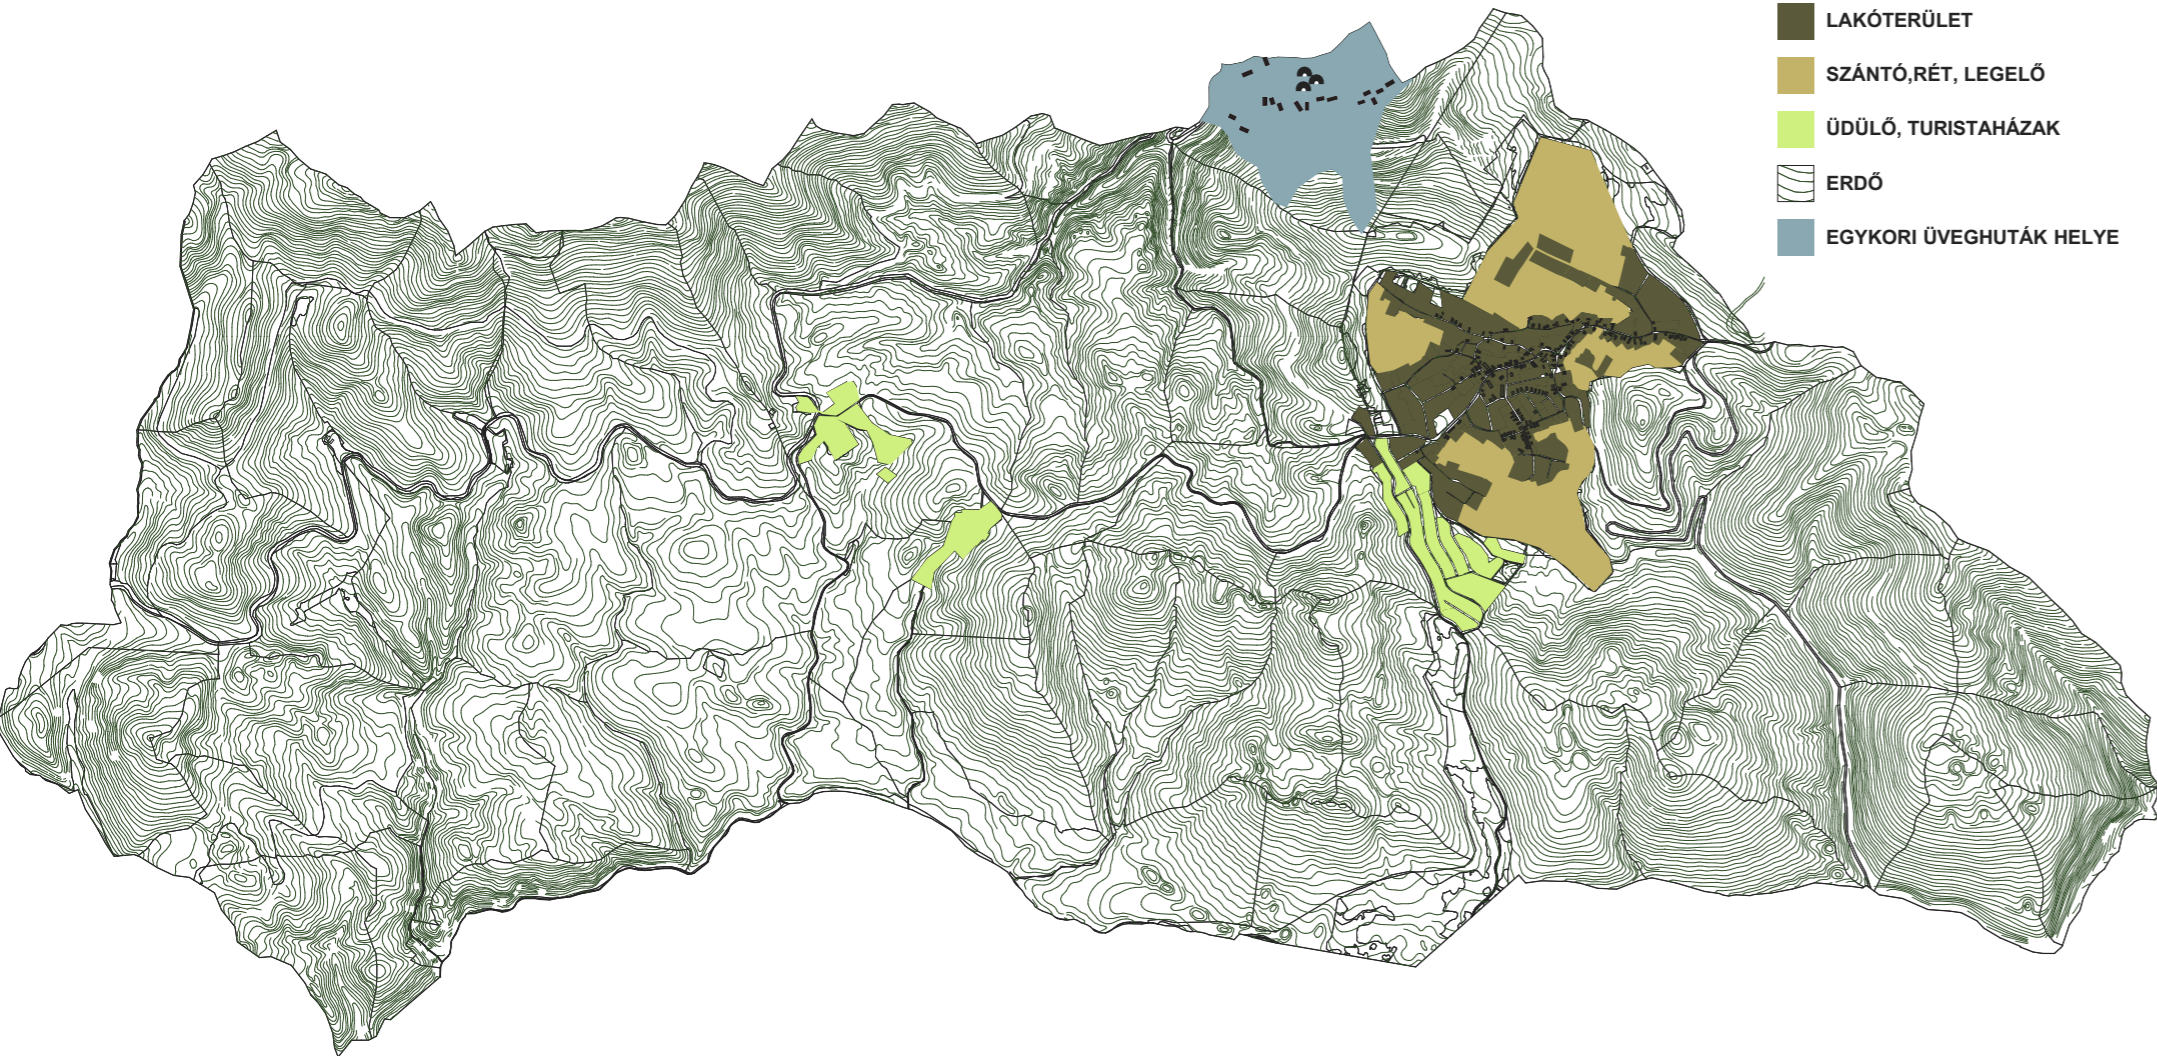 LAKÓTERÜLET
SZÁNTÓ,RÉT, LEGELŐ
ÜDÜLŐ, TURISTAHÁZAK
ERDŐ
EGYKORI ÜVEGHUTÁK HELYE